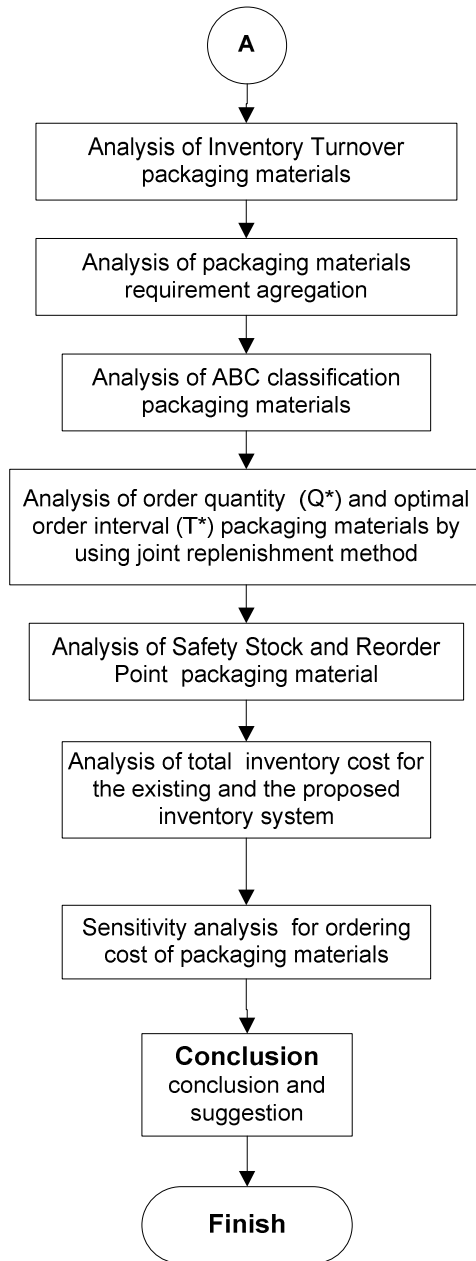 A
Analysis of Inventory Turnover
packaging materials
Analysis of packaging materials
requirement agregation
Analysis of ABC classification
packaging materials
Analysis of order quantity (Q*) and optimal
order interval (T*) packaging materials by
using joint replenishment method
Analysis of Safety Stock and Reorder
Point packaging material
Analysis of total inventory cost for
the existing and the proposed
inventory system
Sensitivity analysis for ordering
cost of packaging materials
Conclusion
conclusion and
suggestion
Finish